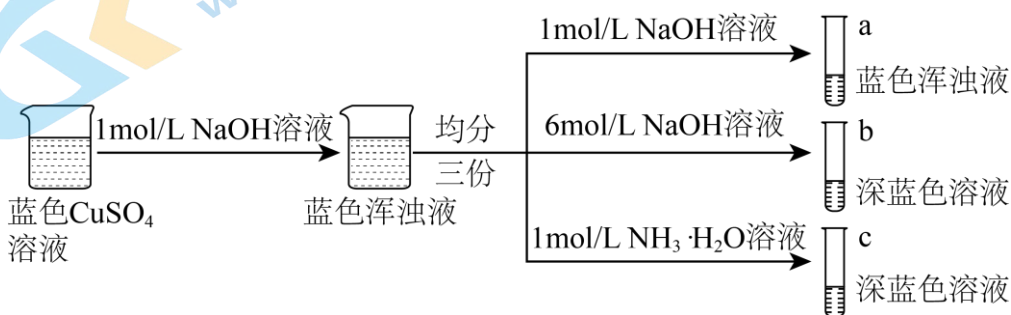 1mol/L NaOH溶液
a
蓝色浑浊液
1mol/L NaOH溶液
均分
三份
6mol/L NaOH溶液
b
深蓝色溶液
蓝色CuSO₄
溶液
蓝色浑浊液
1mol/L NH₃·H₂O溶液
c
深蓝色溶液